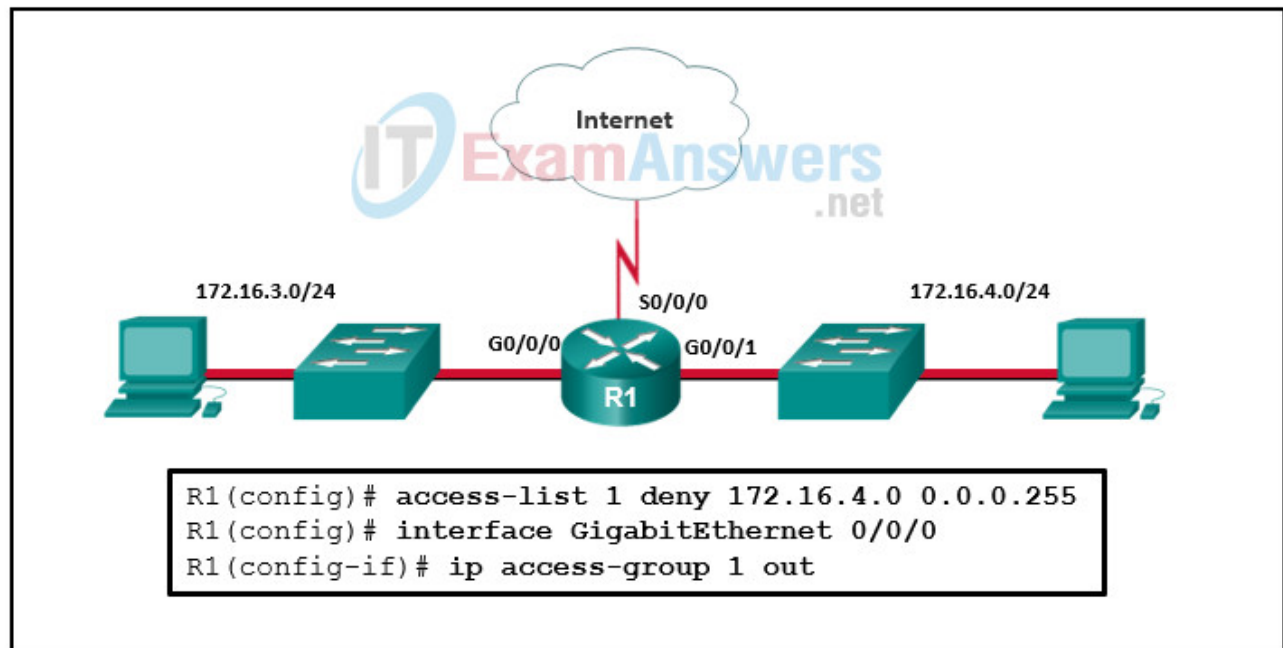 Internet
ITExamAnswers
.net
172.16.3.0/24
S0/0/0
172.16.4.0/24
G0/0/0
G0/0/1
R1
R1(config)# access-list 1 deny 172.16.4.0 0.0.0.255
R1(config)# interface GigabitEthernet 0/0/0
R1(config-if)# ip access-group 1 out